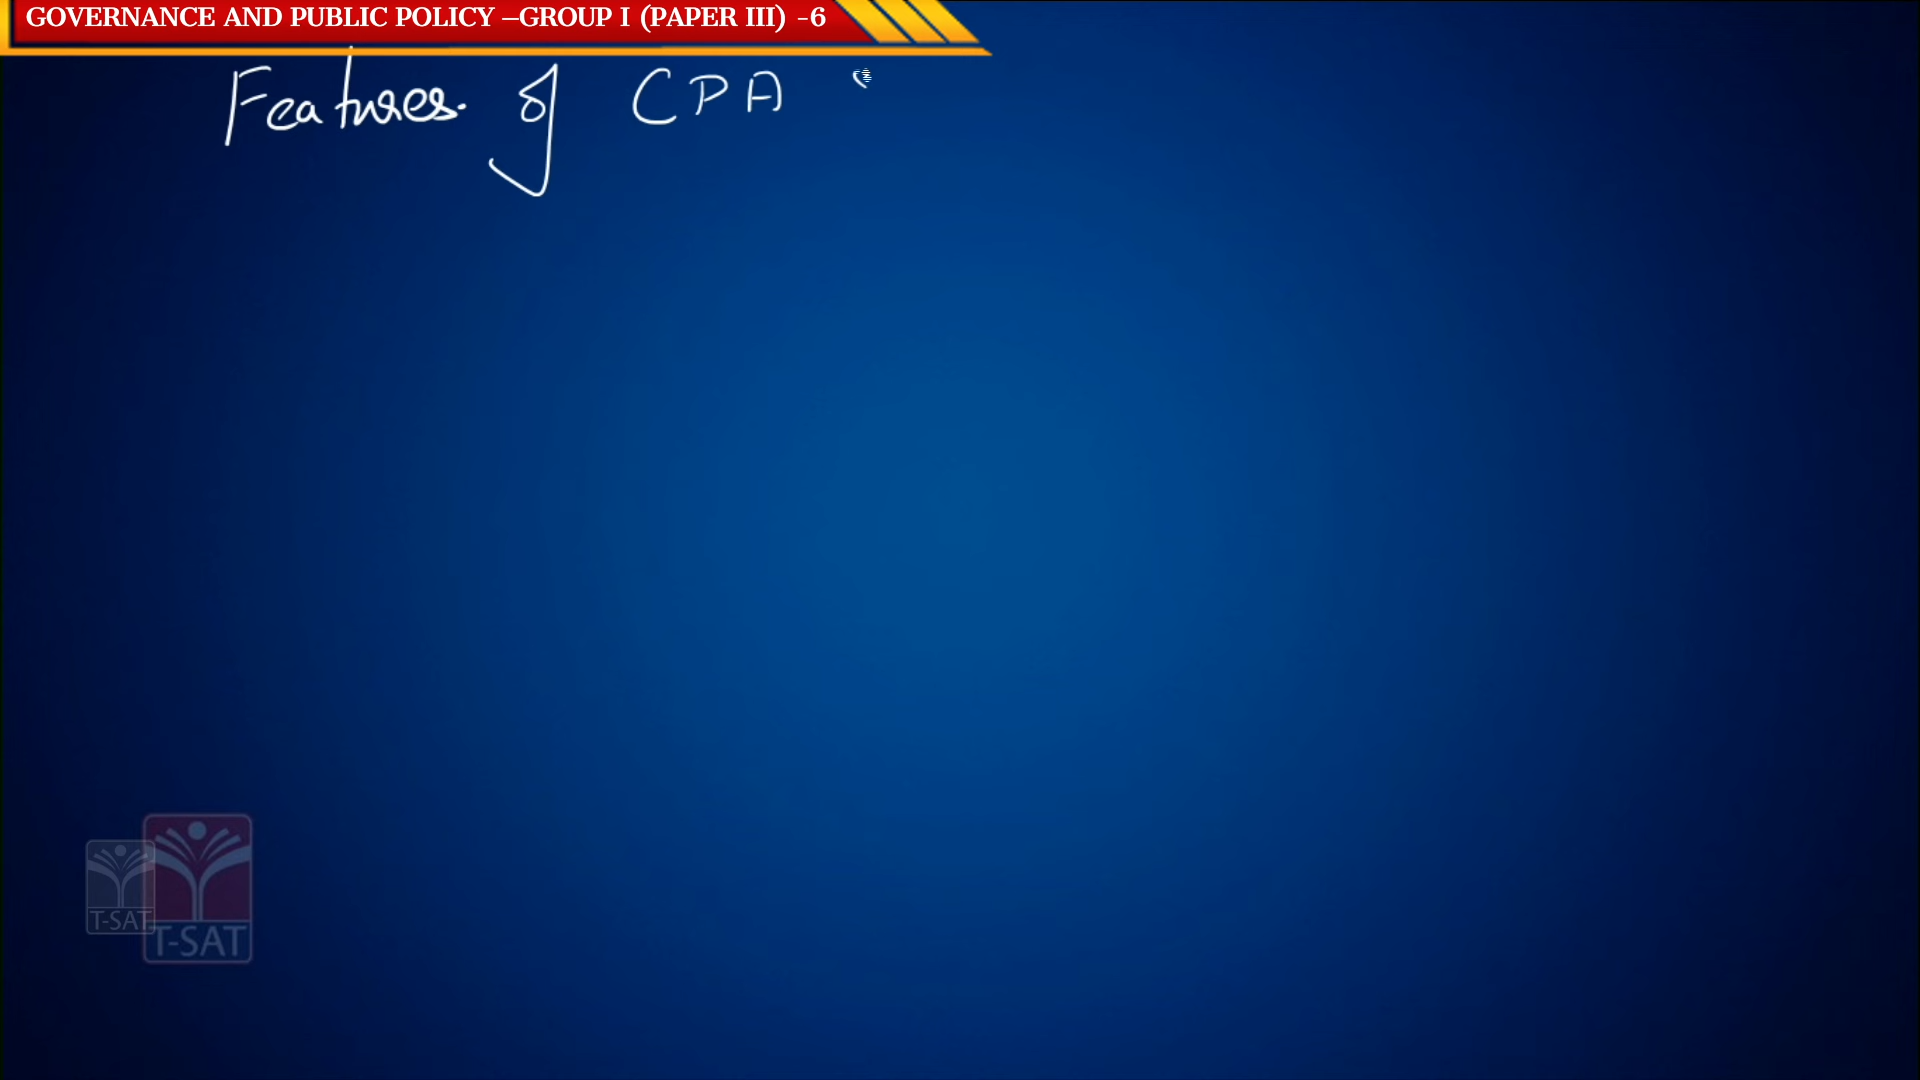 GOVERNANCE AND PUBLIC POLICY –GROUP I (PAPER III) -6
Features of CPA
T-SAT
T-SAT